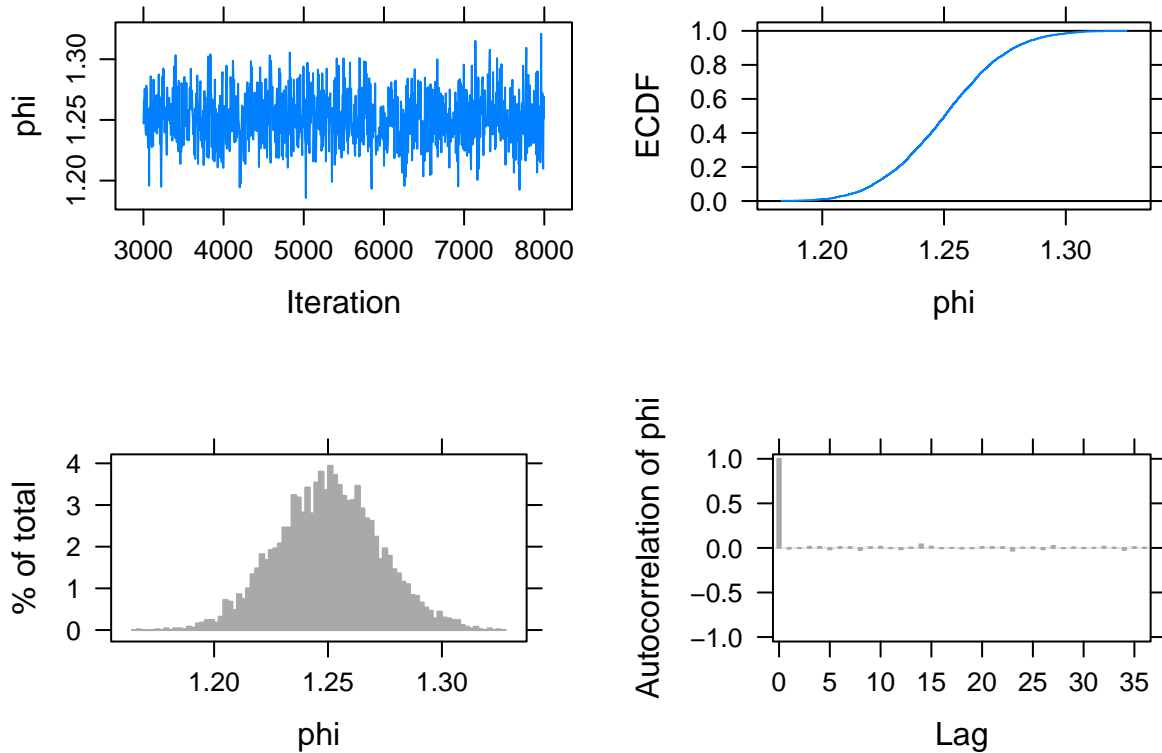 phi
1.20 1.25 1.30
3000 4000 5000 6000 7000 8000
Iteration
ECDF
1.0
0.8
0.6
0.4
0.2
0.0
1.20 1.25 1.30
phi
% of total
4
3
2
1
0
1.20 1.25 1.30
phi
Autocorrelation of phi
1.0
0.5
0.0
−0.5
−1.0
0 5 10 15 20 25 30 35
Lag